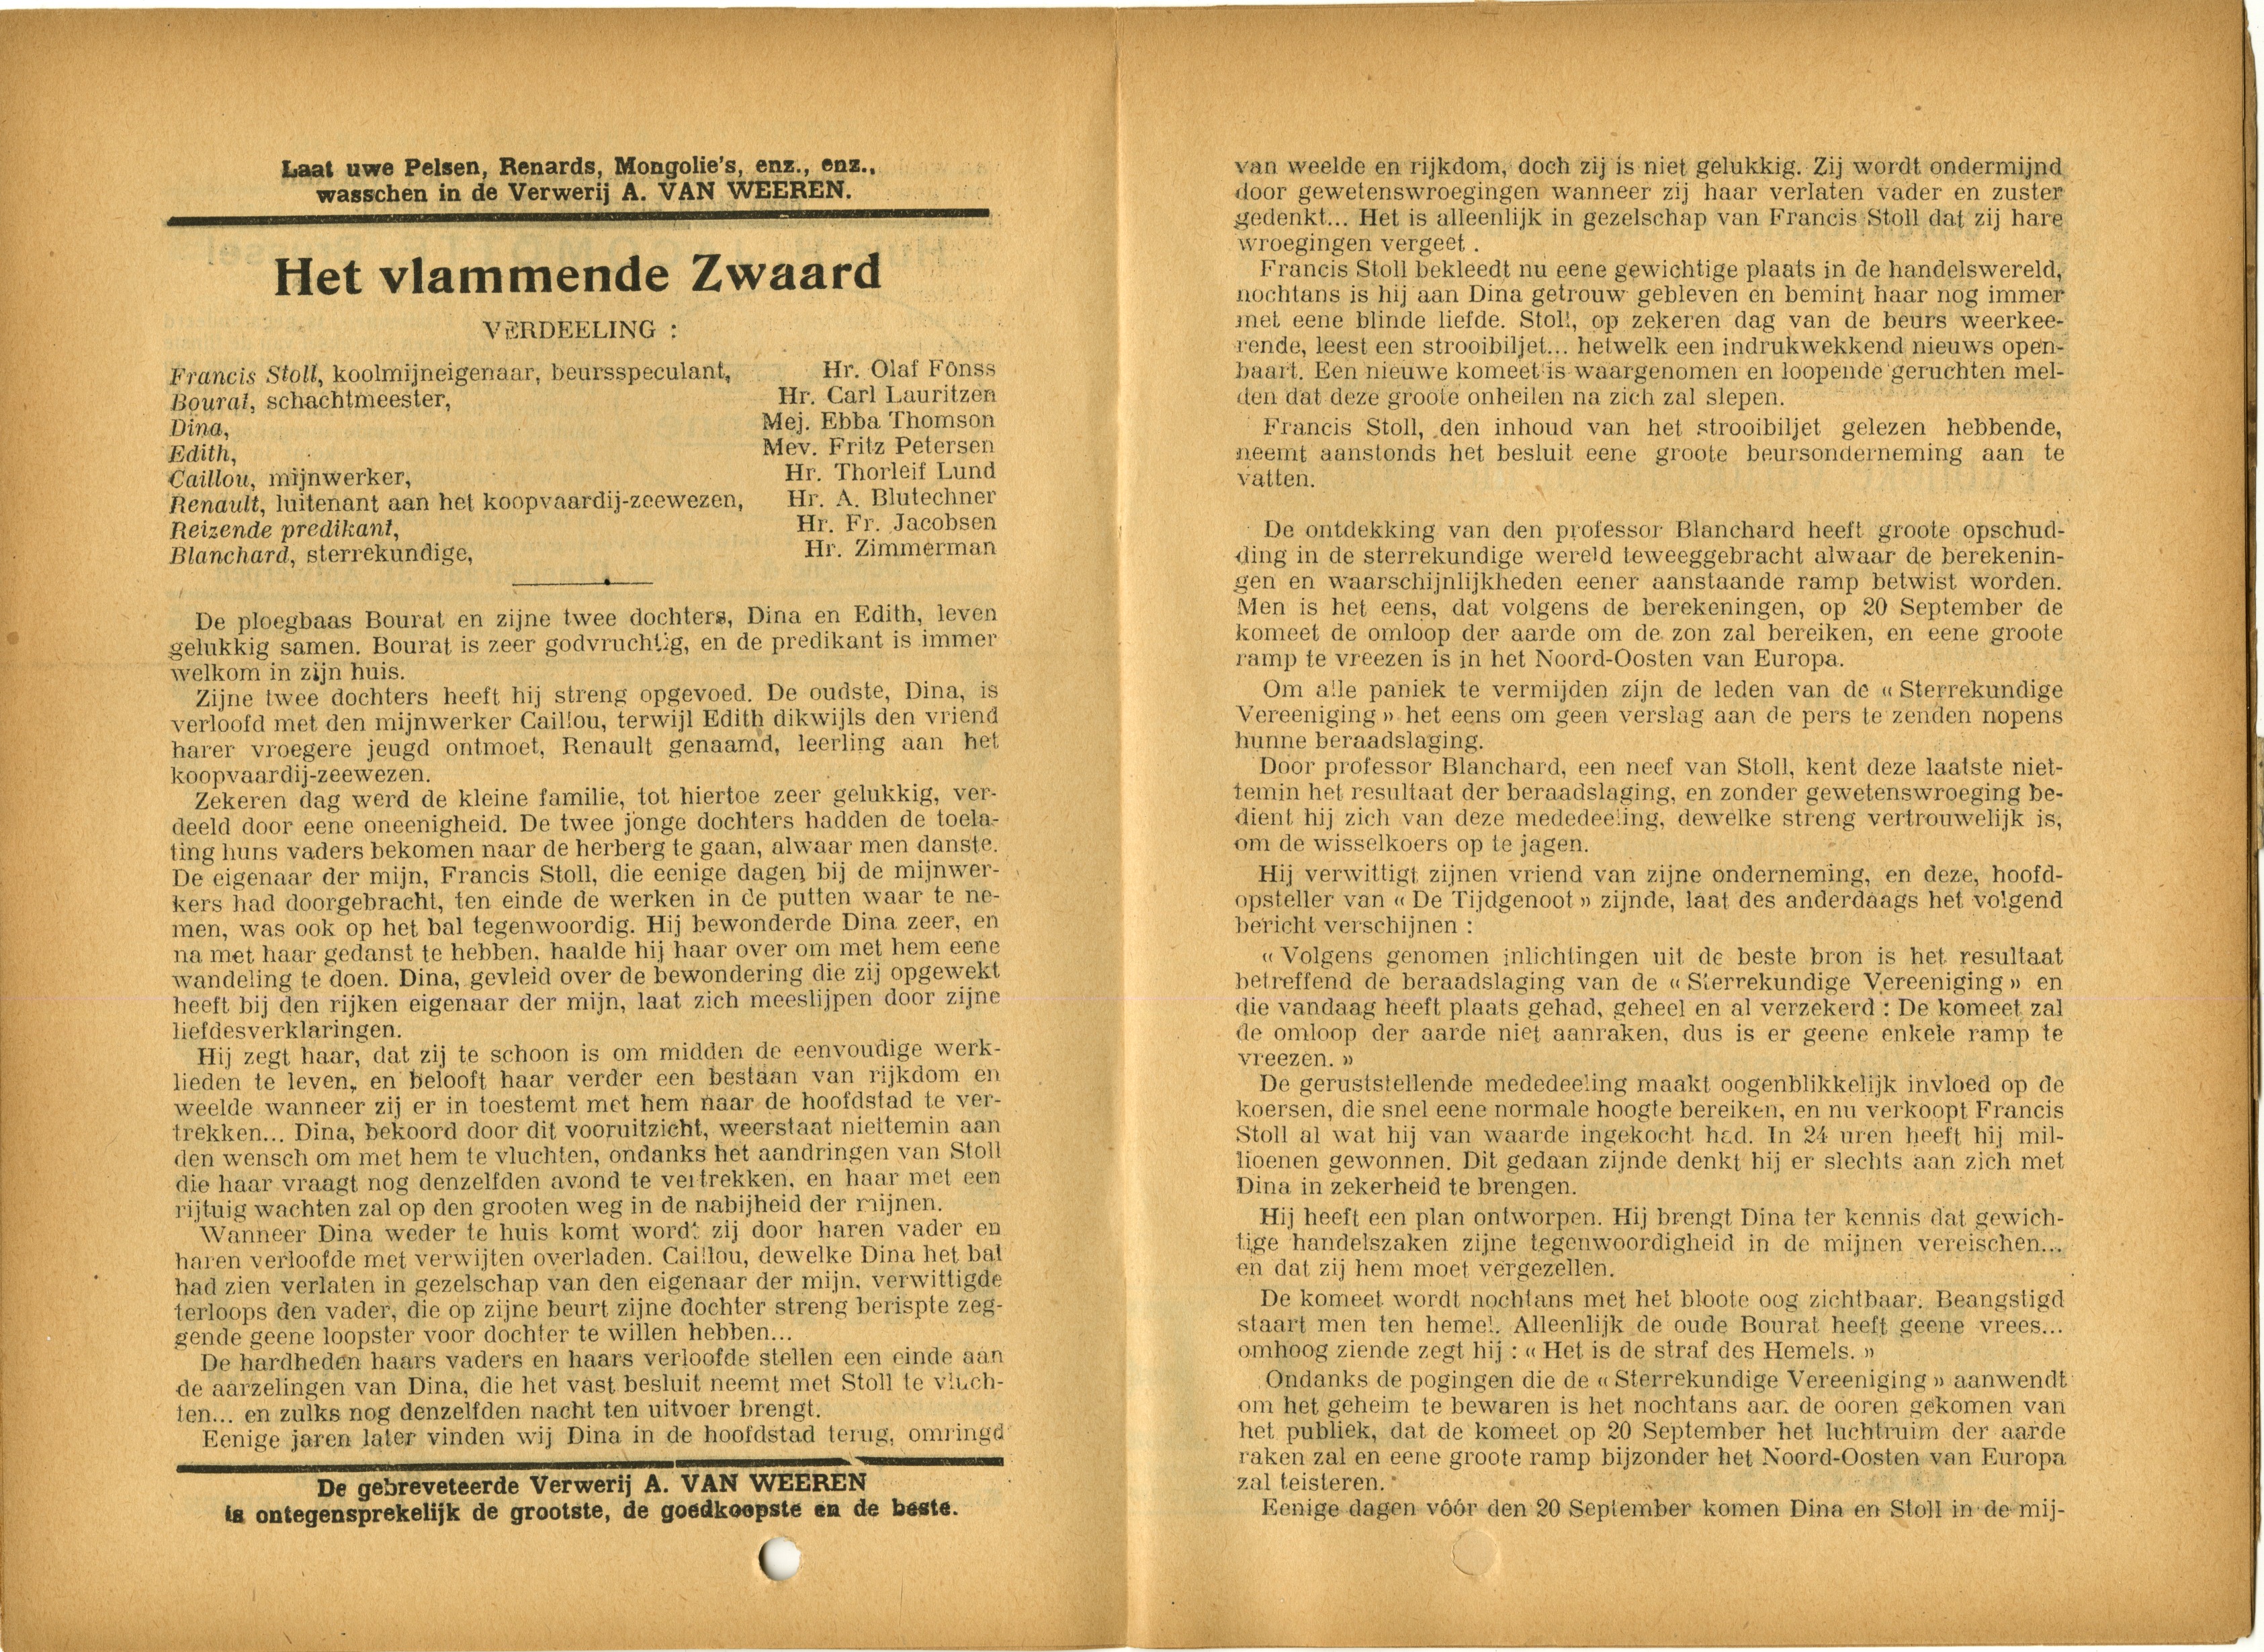 Laat uwe Pelsen, Renards, Mongolie's, enz., enz.,
wasschen in de Verwerij A. VAN WEEREN.
Het vlammende Zwaard
VERDEELING :
Francis Stoll, koolmijneigenaar, beursspeculant, Hr. Olaf Fönss
Bourat, schachtmeester, Hr. Carl Lauritzen
Dina, Mej. Ebba Thomson
Edith, Mev. Fritz Petersen
Caillou, mijnwerker, Hr. Thorleif Lund
Renault, luitenant aan het koopvaardij-zeewezen, Hr. A. Blutechner
Reizende predikant, Hr. Fr. Jacobsen
Blanchard, sterrekundige, Hr. Zimmerman
De ploegbaas Bourat en zijne twee dochters, Dina en Edith, leven
gelukkig samen. Bourat is zeer godvruchtig, en de predikant is immer
welkom in zijn huis.
Zijne twee dochters heeft hij streng opgevoed. De oudste, Dina, is
verloofd met den mijnwerker Caillou, terwijl Edith dikwijls den vriend
harer vroegere jeugd ontmoet, Renault genaamd, leerling aan het
koopvaardij-zeewezen.
Zekeren dag werd de kleine familie, tot hiertoe zeer gelukkig, ver-
deeld door eene oneenigheid. De twee jonge dochters hadden de toela-
ting huns vaders bekomen naar de herberg te gaan, alwaar men danste.
De eigenaar der mijn, Francis Stoll, die eenige dagen bij de mijnwer-
kers had doorgebracht, ten einde de werken in de putten waar te ne-
men, was ook op het bal tegenwoordig. Hij bewonderde Dina zeer, en
na met haar gedanst te hebben, haalde hij haar over om met hem eene
wandeling te doen. Dina, gevleid over de bewondering die zij opgewekt
heeft bij den rijken eigenaar der mijn, laat zich meeslijpen door zijne
liefdesverklaringen.
Hij zegt haar, dat zij te schoon is om midden de eenvoudige werk-
lieden te leven, en belooft haar verder een bestaan van rijkdom en
weelde wanneer zij er in toestemt met hem naar de hoofdstad te ver-
trekken... Dina, bekoord door dit vooruitzicht, weerstaat niettemin aan
den wensch om met hem te vluchten, ondanks het aandringen van Stoll
die haar vraagt nog denzelfden avond te vertrekken, en haar met een
rijtuig wachten zal op den grooten weg in de nabijheid der mijnen.
Wanneer Dina weder te huis komt wordt zij door haren vader en
haren verloofde met verwijten overladen. Caillou, dewelke Dina het bal
had zien verlaten in gezelschap van den eigenaar der mijn, verwittigde
terloops den vader, die op zijne beurt zijne dochter streng berispte zeg-
gende geene loopster voor dochter te willen hebben...
De hardheden haars vaders en haars verloofde stellen een einde aan
de aarzelingen van Dina, die het vast besluit neemt met Stoll te vluch-
ten... en zulks nog denzelfden nacht ten uitvoer brengt.
Eenige jaren later vinden wij Dina in de hoofdstad terug, omringd
De gebreveteerde Verwerij A. VAN WEEREN
is ontegensprekelijk de grootste, de goedkoopste en de beste.
van weelde en rijkdom, doch zij is niet gelukkig. Zij wordt ondermijnd
door gewetenswroegingen wanneer zij haar verlaten vader en zuster
gedenkt... Het is alleenlijk in gezelschap van Francis Stoll dat zij hare
wroegingen vergeet.
Francis Stoll bekleedt nu eene gewichtige plaats in de handelswereld,
nochtans is hij aan Dina getrouw gebleven en bemint haar nog immer
met eene blinde liefde. Stoll, op zekeren dag van de beurs weerkee-
rende, leest een strooibiljet... hetwelk een indrukwekkend nieuws open-
baart. Een nieuwe komeet is waargenomen en loopende geruchten mel-
den dat deze groote onheilen na zich zal slepen.
Francis Stoll, den inhoud van het strooibiljet gelezen hebbende,
neemt aanstonds het besluit eene groote beursonderneming aan te
vatten.
De ontdekking van den professor Blanchard heeft groote opschud-
ding in de sterrekundige wereld teweeggebracht alwaar de berekenin-
gen en waarschijnlijkheden eener aanstaande ramp betwist worden.
Men is het eens, dat volgens de berekeningen, op 20 September de
komeet de omloop der aarde om de zon zal bereiken, en eene groote
ramp te vreezen is in het Noord-Oosten van Europa.
Om alle paniek te vermijden zijn de leden van de « Sterrekundige
Vereeniging » het eens om geen verslag aan de pers te zenden nopens
hunne beraadslaging.
Door professor Blanchard, een neef van Stoll, kent deze laatste niet-
temin het resultaat der beraadslaging, en zonder gewetenswroeging be-
dient hij zich van deze mededeeling, dewelke streng vertrouwelijk is,
om de wisselkoers op te jagen.
Hij verwittigt zijnen vriend van zijne onderneming, en deze, hoofd-
opsteller van « De Tijdgenoot » zijnde, laat des anderdaags het volgend
bericht verschijnen :
« Volgens genomen inlichtingen uit de beste bron is het resultaat
betreffend de beraadslaging van de « Sterrekundige Vereeniging » en
die vandaag heeft plaats gehad, geheel en al verzekerd : De komeet zal
de omloop der aarde niet aanraken, dus is er geene enkele ramp te
vreezen. »
De geruststellende mededeeling maakt oogenblikkelijk invloed op de
koersen, die snel eene normale hoogte bereiken, en nu verkoopt Francis
Stoll al wat hij van waarde ingekocht had. In 24 uren heeft hij mil-
lioenen gewonnen. Dit gedaan zijnde denkt hij er slechts aan zich met
Dina in zekerheid te brengen.
Hij heeft een plan ontworpen. Hij brengt Dina ter kennis dat gewich-
tige handelszaken zijne tegenwoordigheid in de mijnen vereischen...
en dat zij hem moet vergezellen.
De komeet wordt nochtans met het bloote oog zichtbaar. Beangstigd
staart men ten hemel. Alleenlijk de oude Bourat heeft geene vrees...
omhoog ziende zegt hij : « Het is de straf des Hemels. »
Ondanks de pogingen die de « Sterrekundige Vereeniging » aanwendt
om het geheim te bewaren is het nochtans aan de ooren gekomen van
het publiek, dat de komeet op 20 September het luchtruim der aarde
raken zal en eene groote ramp bijzonder het Noord-Oosten van Europa
zal teisteren.
Eenige dagen vóór den 20 September komen Dina en Stoll in de mij-